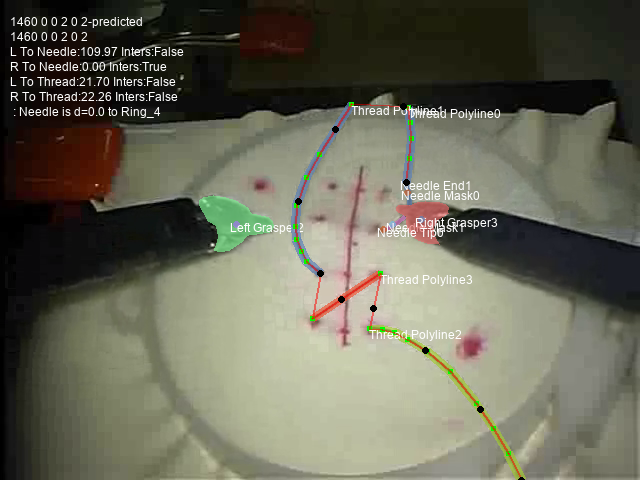 1460 0 0 2 0 2-predicted
1460 0 0 2 0 2
L To Needle:109.97 Inters:False
R To Needle:0.00 Inters:True
L To Thread:21.70 Inters:False
R To Thread:22.26 Inters:False
: Needle is d=0.0 to Ring_4
Thread Polyline1
Thread Polyline0
Needle End1
Needle Mask0
Right Grasper3
Left Grasper2
Needle Tip0
Thread Polyline3
Thread Polyline2